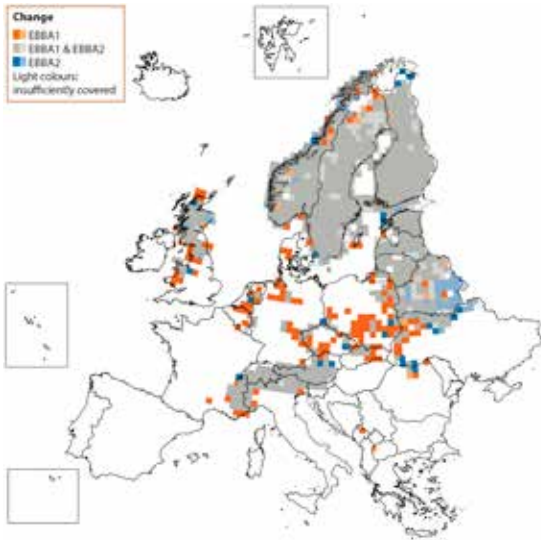 Change
EBBA1
EBBA1 & EBBA2
EBBA2
Light colours:
insufficiently covered